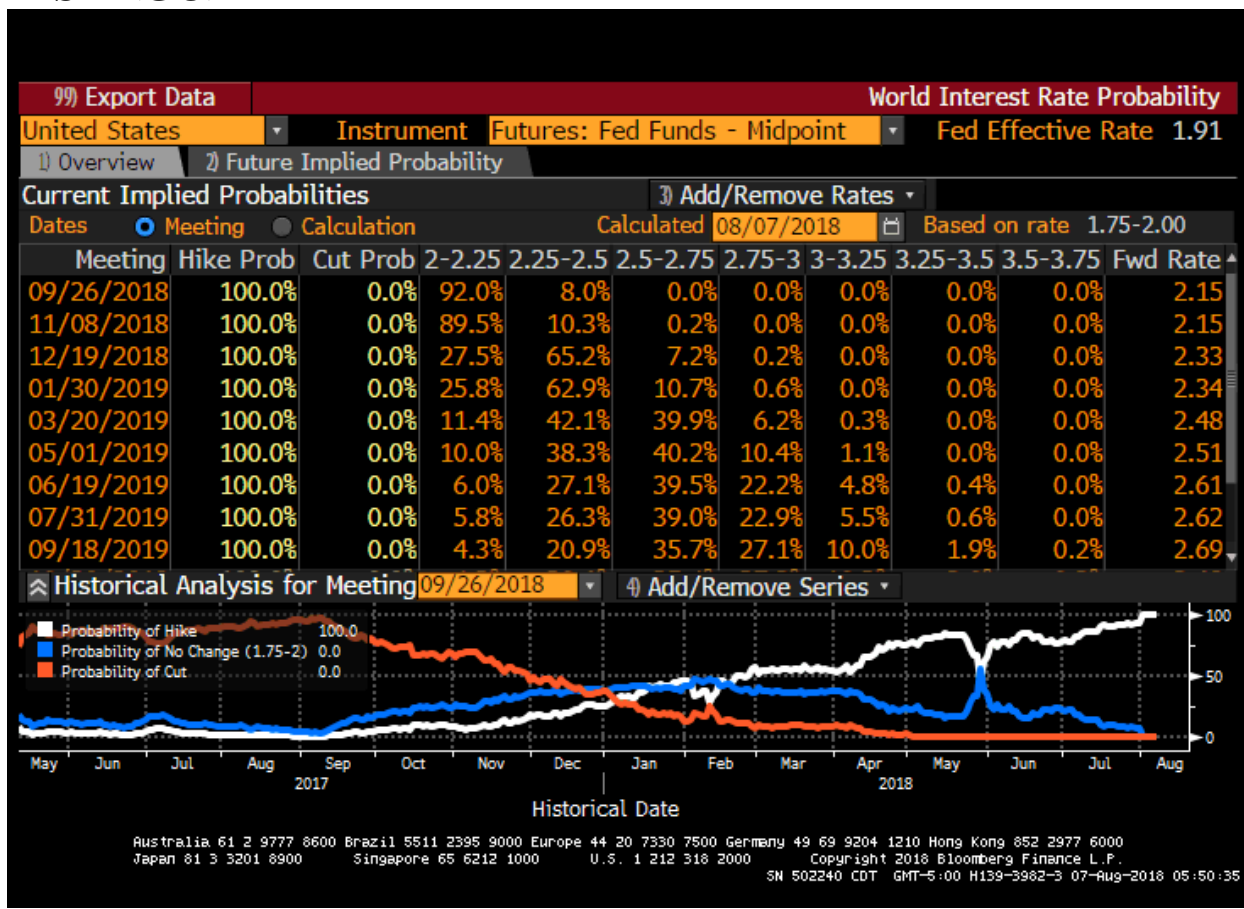 99) Export Data World Interest Rate Probability
United States Instrument Futures: Fed Funds - Midpoint Fed Effective Rate 1.91
1) Overview 2) Future Implied Probability
Current Implied Probabilities 3) Add/Remove Rates
Dates Meeting Calculation Calculated 08/07/2018 Based on rate 1.75-2.00
Meeting Hike Prob Cut Prob 2-2.25 2.25-2.5 2.5-2.75 2.75-3 3-3.25 3.25-3.5 3.5-3.75 Fwd Rate
09/26/2018 100.0% 0.0% 92.0% 8.0% 0.0% 0.0% 0.0% 0.0% 0.0% 2.15
11/08/2018 100.0% 0.0% 89.5% 10.3% 0.2% 0.0% 0.0% 0.0% 0.0% 2.15
12/19/2018 100.0% 0.0% 27.5% 65.2% 7.2% 0.2% 0.0% 0.0% 0.0% 2.33
01/30/2019 100.0% 0.0% 25.8% 62.9% 10.7% 0.6% 0.0% 0.0% 0.0% 2.34
03/20/2019 100.0% 0.0% 11.4% 42.1% 39.9% 6.2% 0.3% 0.0% 0.0% 2.48
05/01/2019 100.0% 0.0% 10.0% 38.3% 40.2% 10.4% 1.1% 0.0% 0.0% 2.51
06/19/2019 100.0% 0.0% 6.0% 27.1% 39.5% 22.2% 4.8% 0.4% 0.0% 2.61
07/31/2019 100.0% 0.0% 5.8% 26.3% 39.0% 22.9% 5.5% 0.6% 0.0% 2.62
09/18/2019 100.0% 0.0% 4.3% 20.9% 35.7% 27.1% 10.0% 1.9% 0.2% 2.69
Historical Analysis for Meeting 09/26/2018 4) Add/Remove Series
Probability of Hike 100.0
Probability of No Change (1.75-2) 0.0
Probability of Cut 0.0
100
50
0
May Jun Jul Aug Sep Oct Nov Dec Jan Feb Mar Apr May Jun Jul Aug
2017 2018
Historical Date
Australia 61 2 9777 8600 Brazil 5511 2395 9000 Europe 44 20 7330 7500 Germany 49 69 9204 1210 Hong Kong 852 2977 6000
Japan 81 3 3201 8900 Singapore 65 6212 1000 U.S. 1 212 318 2000 Copyright 2018 Bloomberg Finance L.P.
SN 502240 CDT GMT-5:00 H139-3982-3 07-Aug-2018 05:50:35